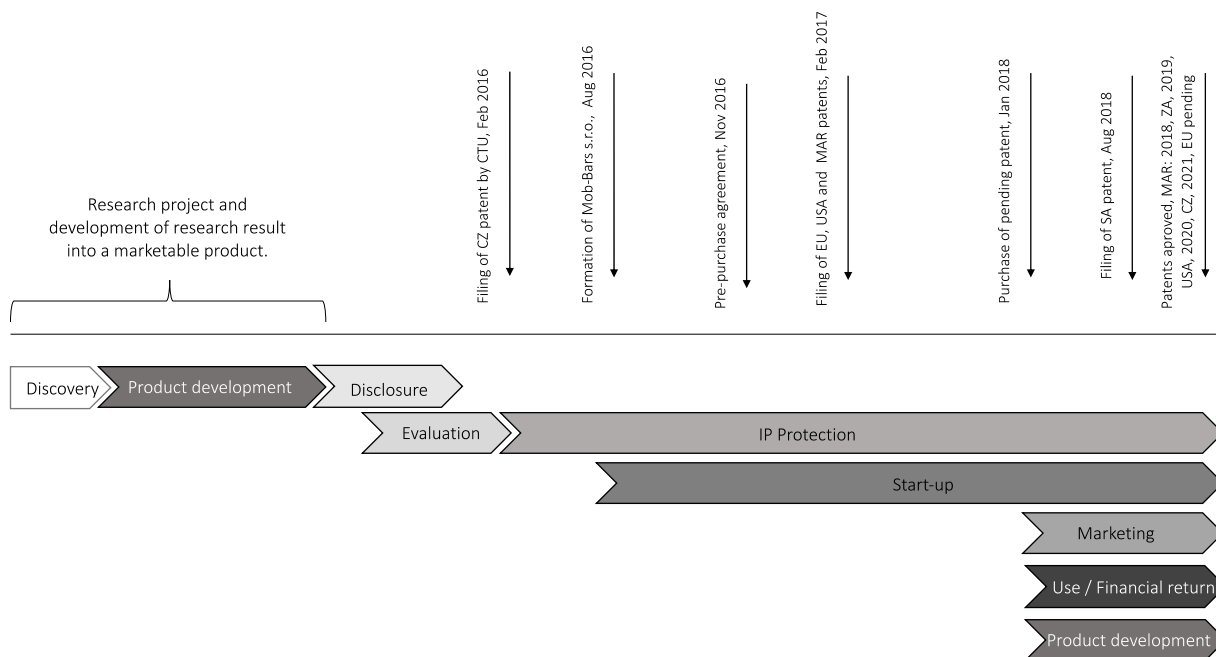 Research project and
development of research result
into a marketable product.
Filing of CZ patent by CTU, Feb 2016
Formation of Mob-Bars s.r.o., Aug 2016
Pre-purchase agreement, Nov 2016
Filing of EU, USA and MAR patents, Feb 2017
Purchase of pending patent, Jan 2018
Filing of SA patent, Aug 2018
Patents aproved, MAR: 2018, ZA, 2019,
USA, 2020, CZ, 2021, EU pending
Discovery
Product development
Disclosure
Evaluation
IP Protection
Start-up
Marketing
Use / Financial return
Product development